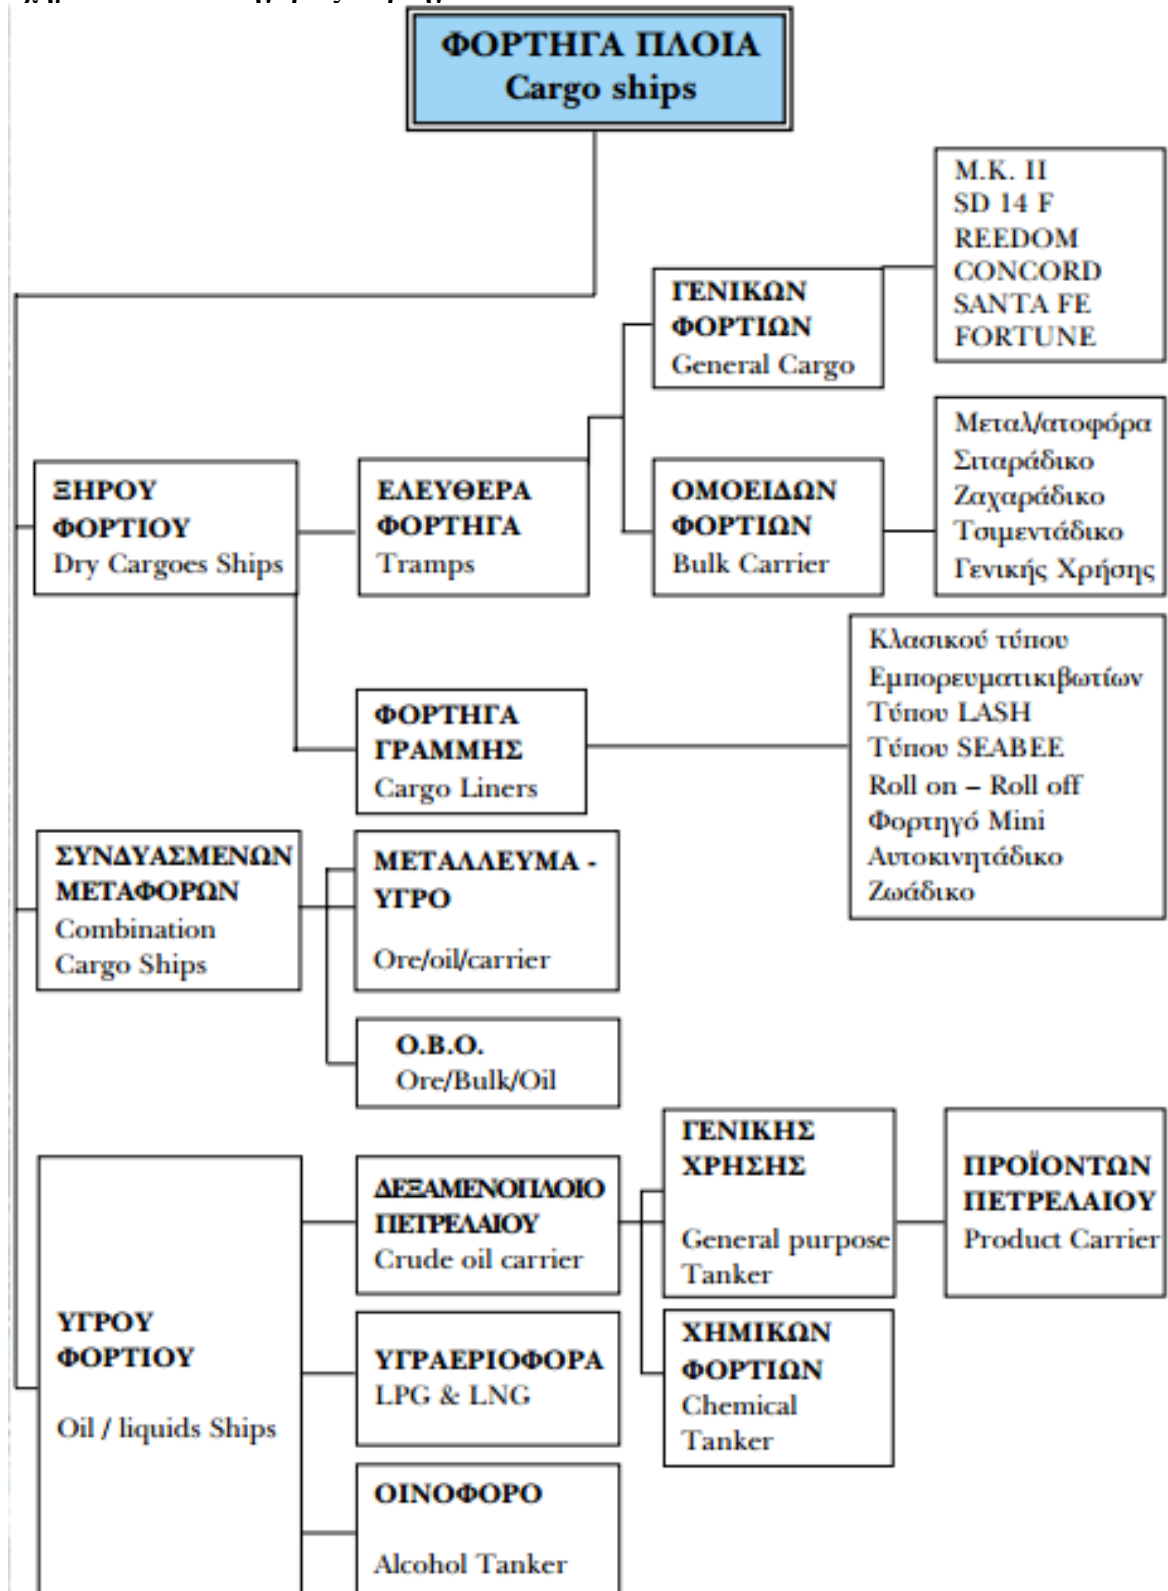 ΦΟΡΤΗΓΑ ΠΛΟΙΑ
Cargo ships
M.K. II
SD 14 F
REEDOM
CONCORD
SANTA FE
FORTUNE
ΓΕΝΙΚΩΝ
ΦΟΡΤΙΩΝ
General Cargo
Μεταλ/ατοφόρα
Σιταράδικο
Ζαχαράδικο
Τσιμεντάδικο
Γενικής Χρήσης
ΞΗΡΟΥ
ΦΟΡΤΙΟΥ
Dry Cargoes Ships
ΕΛΕΥΘΕΡΑ
ΦΟΡΤΗΓΑ
Tramps
ΟΜΟΕΙΔΩΝ
ΦΟΡΤΙΩΝ
Bulk Carrier
Κλασικού τύπου
Εμπορευματικιβωτίων
Τύπου LASH
Τύπου SEABEE
Roll on – Roll off
Φορτηγό Mini
Αυτοκινητάδικο
Ζωάδικο
ΦΟΡΤΗΓΑ
ΓΡΑΜΜΗΣ
Cargo Liners
ΣΥΝΔΥΑΣΜΕΝΩΝ
ΜΕΤΑΦΟΡΩΝ
Combination
Cargo Ships
ΜΕΤΑΛΛΕΥΜΑ -
ΥΓΡΟ
Ore/oil/carrier
Ο.Β.Ο.
Ore/Bulk/Oil
ΥΓΡΟΥ
ΦΟΡΤΙΟΥ
Oil / liquids Ships
ΔΕΞΑΜΕΝΟΠΛΟΙΟ
ΠΕΤΡΕΛΑΙΟΥ
Crude oil carrier
ΓΕΝΙΚΗΣ
ΧΡΗΣΗΣ
General purpose
Tanker
ΠΡΟΪΟΝΤΩΝ
ΠΕΤΡΕΛΑΙΟΥ
Product Carrier
ΥΓΡΑΕΡΙΟΦΟΡΑ
LPG & LNG
ΧΗΜΙΚΩΝ
ΦΟΡΤΙΩΝ
Chemical
Tanker
ΟΙΝΟΦΟΡΟ
Alcohol Tanker